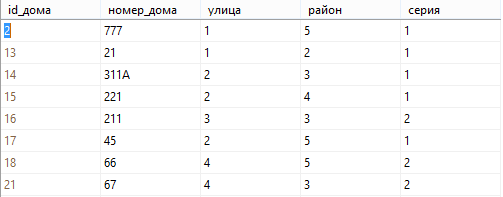 id_дома номер_дома улица район серия
2 777 1 5 1
13 21 1 2 1
14 311А 2 3 1
15 221 2 4 1
16 211 3 3 2
17 45 2 5 1
18 66 4 5 2
21 67 4 3 2